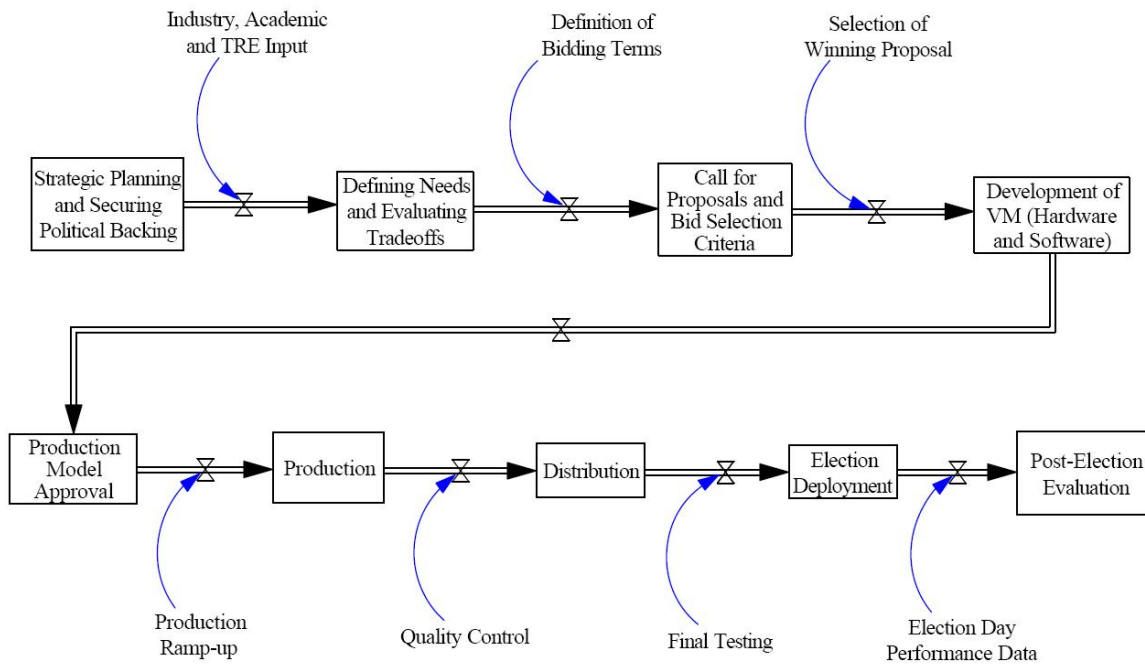 Industry, Academic
and TRE Input
Definition of
Bidding Terms
Selection of
Winning Proposal
Strategic Planning
and Securing
Political Backing
Defining Needs
and Evaluating
Tradeoffs
Call for
Proposals and
Bid Selection
Criteria
Development of
VM (Hardware
and Software)
Production
Model
Approval
Production
Distribution
Election
Deployment
Post-Election
Evaluation
Production
Ramp-up
Quality Control
Final Testing
Election Day
Performance Data